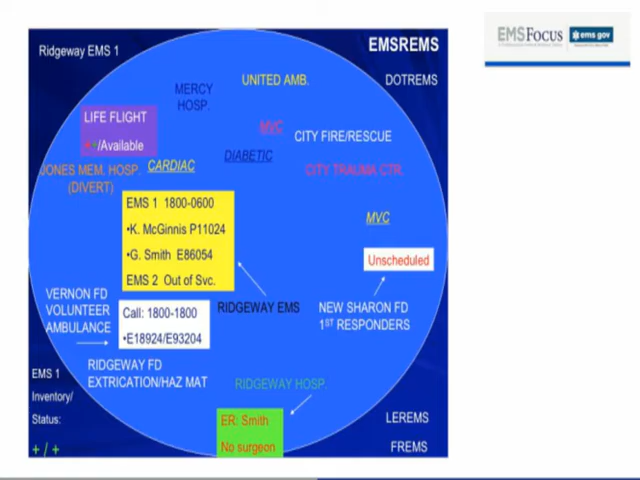 Ridgeway EMS 1
EMSREMS
EMSFocus
ems.gov
DOTREMS
UNITED AMB.
MERCY
HOSP.
LIFE FLIGHT
+/Available
MVC
CITY FIRE/RESCUE
DIABETIC
CARDIAC
JONES MEM. HOSP.
(DIVERT)
CITY TRAUMA CTR.
EMS 1 1800-0600
•K. McGinnis P11024
•G. Smith E86054
EMS 2 Out of Svc.
MVC
Unscheduled
VERNON FD
VOLUNTEER
AMBULANCE
Call: 1800-1800
•E18924/E93204
RIDGEWAY EMS
NEW SHARON FD
1ST RESPONDERS
RIDGEWAY FD
EXTRICATION/HAZ MAT
EMS 1
Inventory/
Status:
+ / +
RIDGEWAY HOSP.
ER: Smith
No surgeon
LEREMS
FREMS